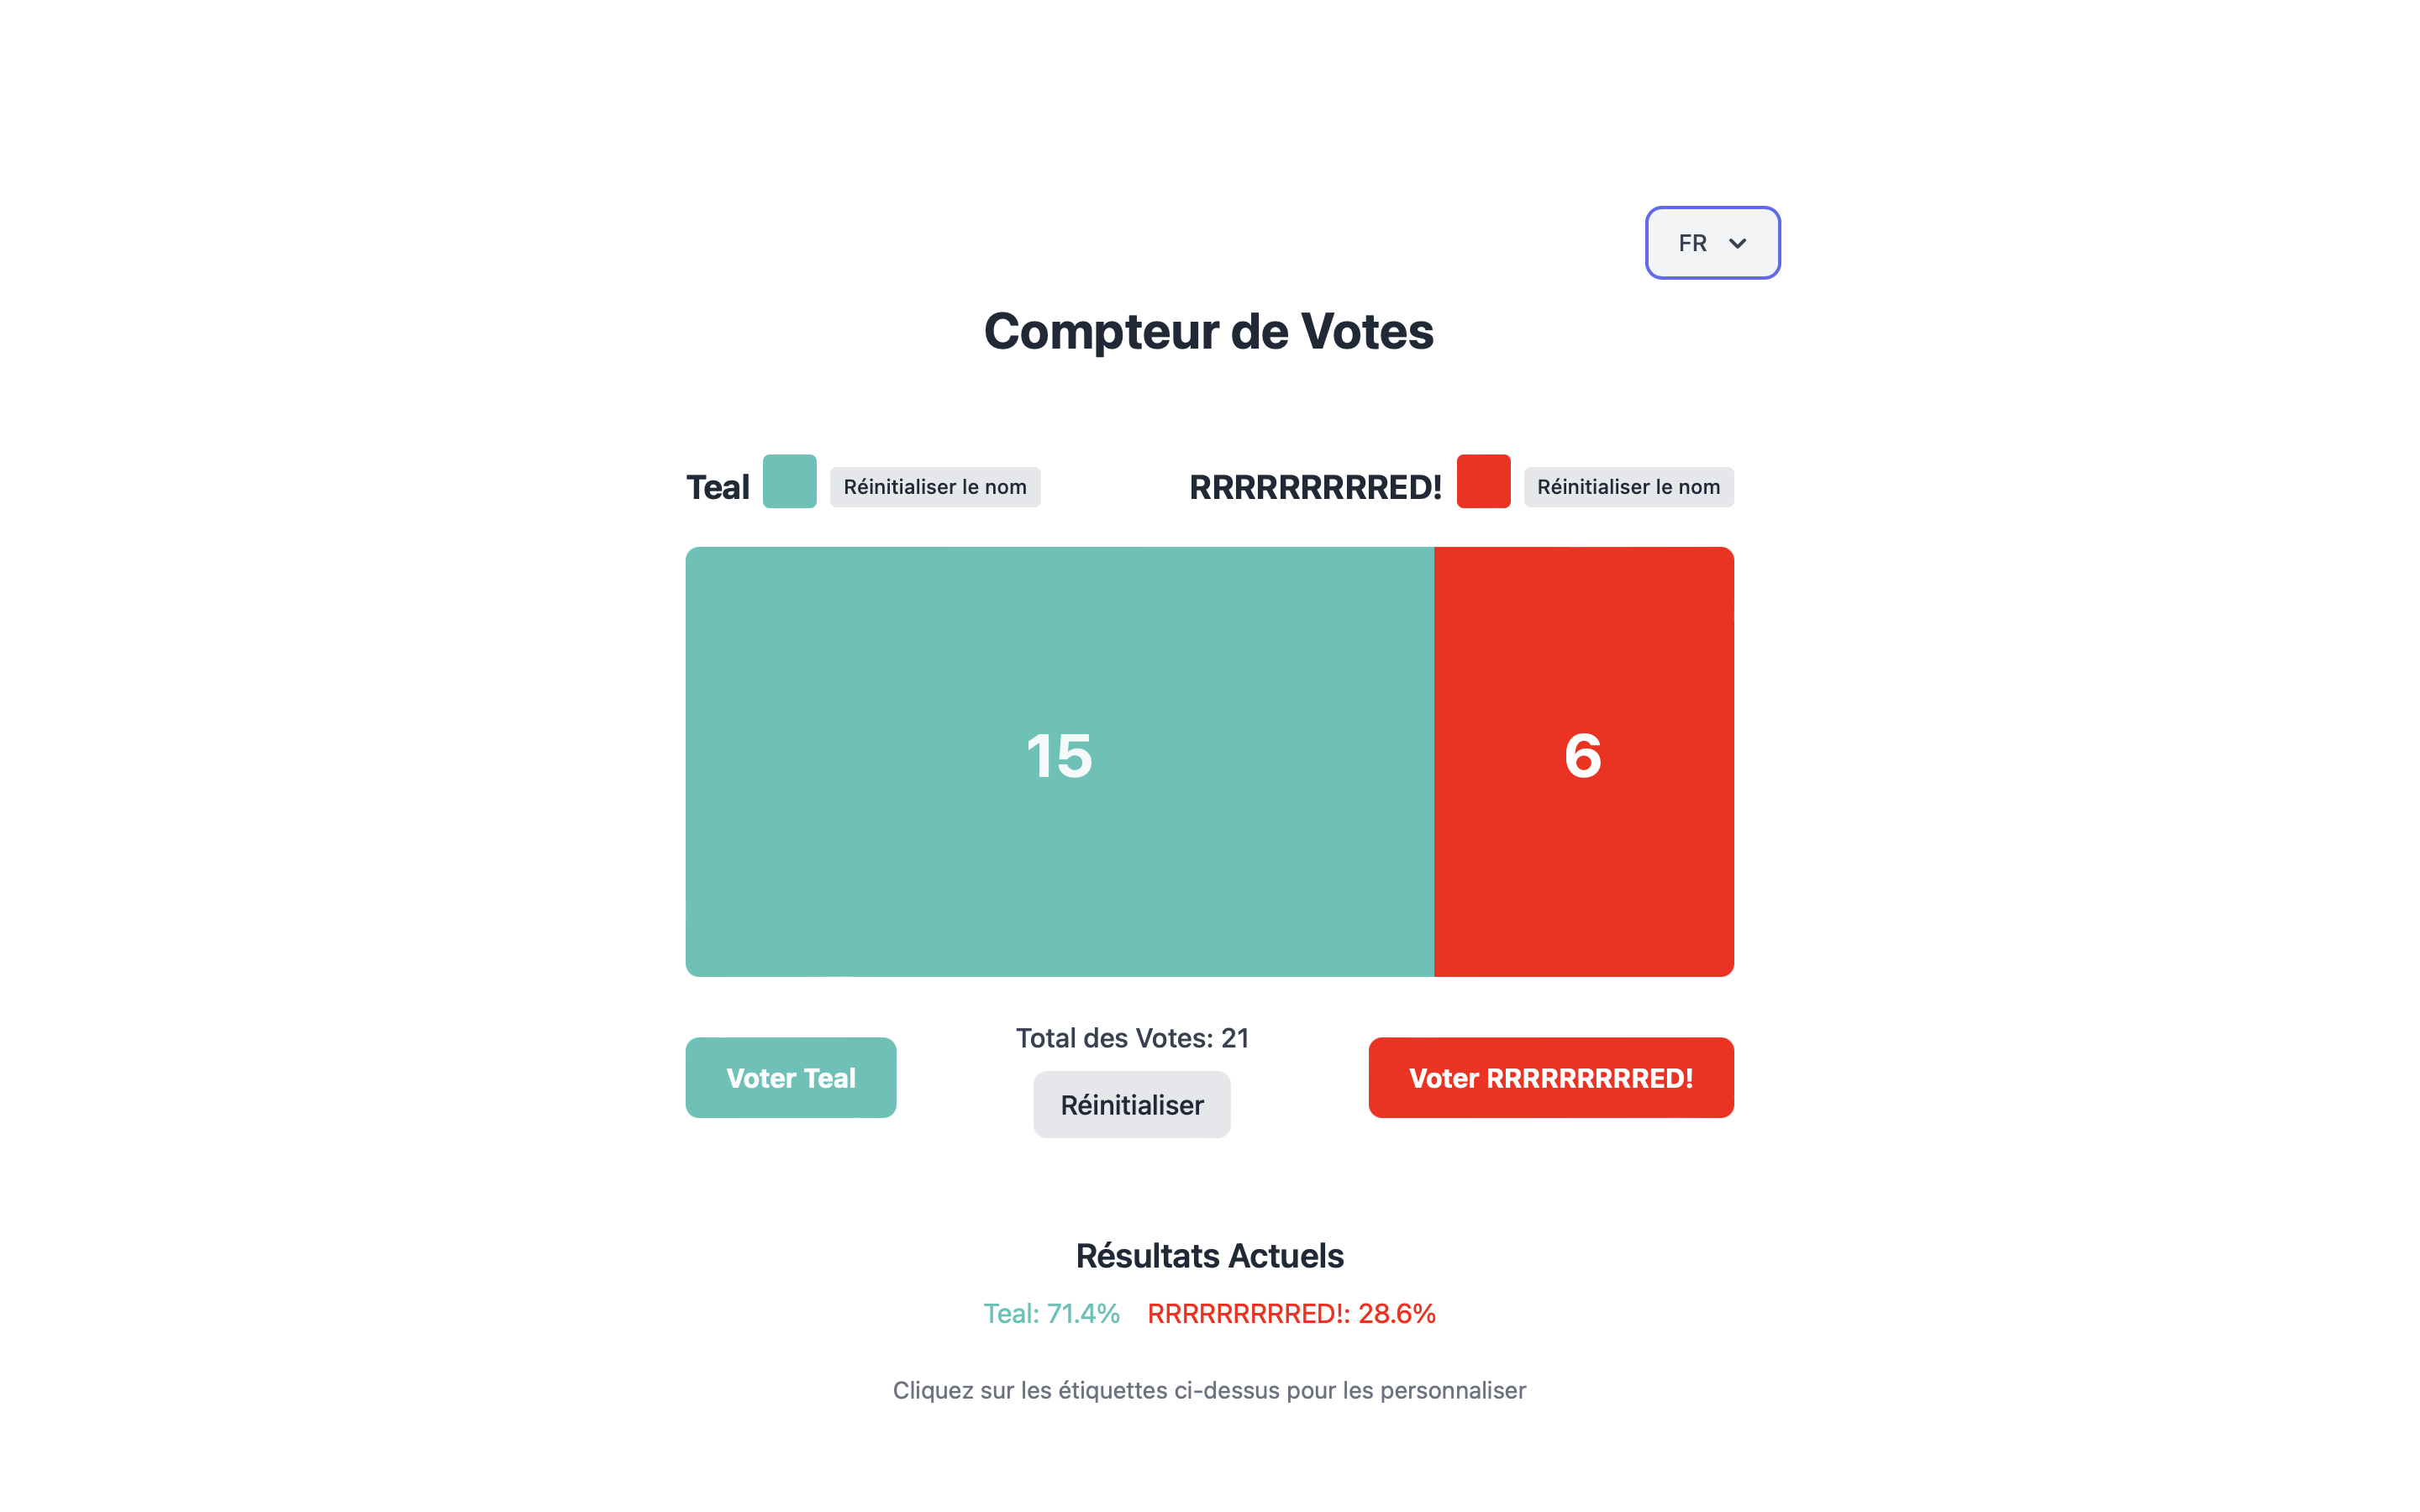 FR
Compteur de Votes
Teal Réinitialiser le nom RRRRRRRRRED! Réinitialiser le nom
15 6
Total des Votes: 21
Voter Teal Réinitialiser Voter RRRRRRRRRED!
Résultats Actuels
Teal: 71.4% RRRRRRRRRED!: 28.6%
Cliquez sur les étiquettes ci-dessus pour les personnaliser